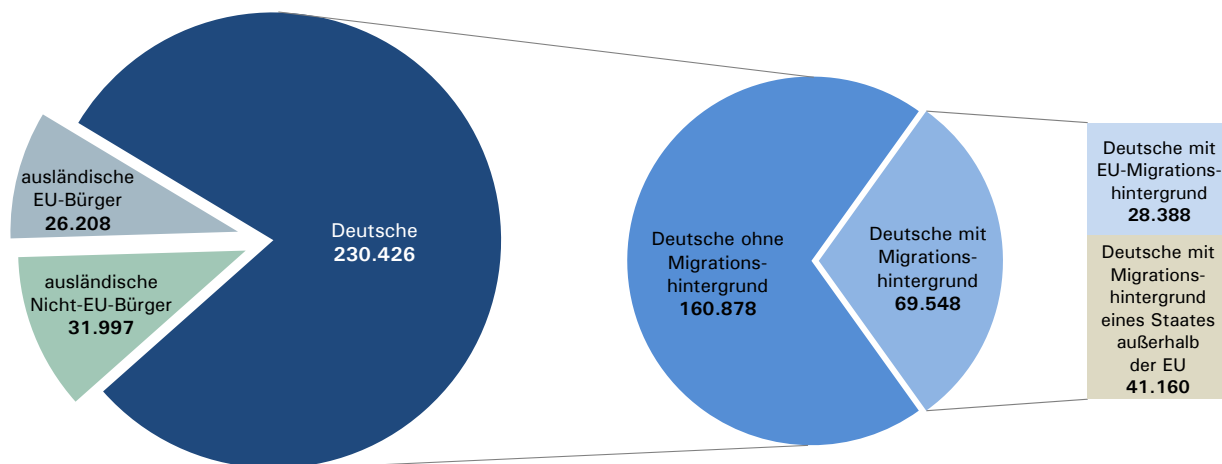 ausländische
EU-Bürger
26.208
ausländische
Nicht-EU-Bürger
31.997
Deutsche
230.426
Deutsche ohne
Migrations-
hintergrund
160.878
Deutsche mit
Migrations-
hintergrund
69.548
Deutsche mit
EU-Migrations-
hintergrund
28.388
Deutsche mit
Migrations-
hintergrund
eines Staates
außerhalb
der EU
41.160